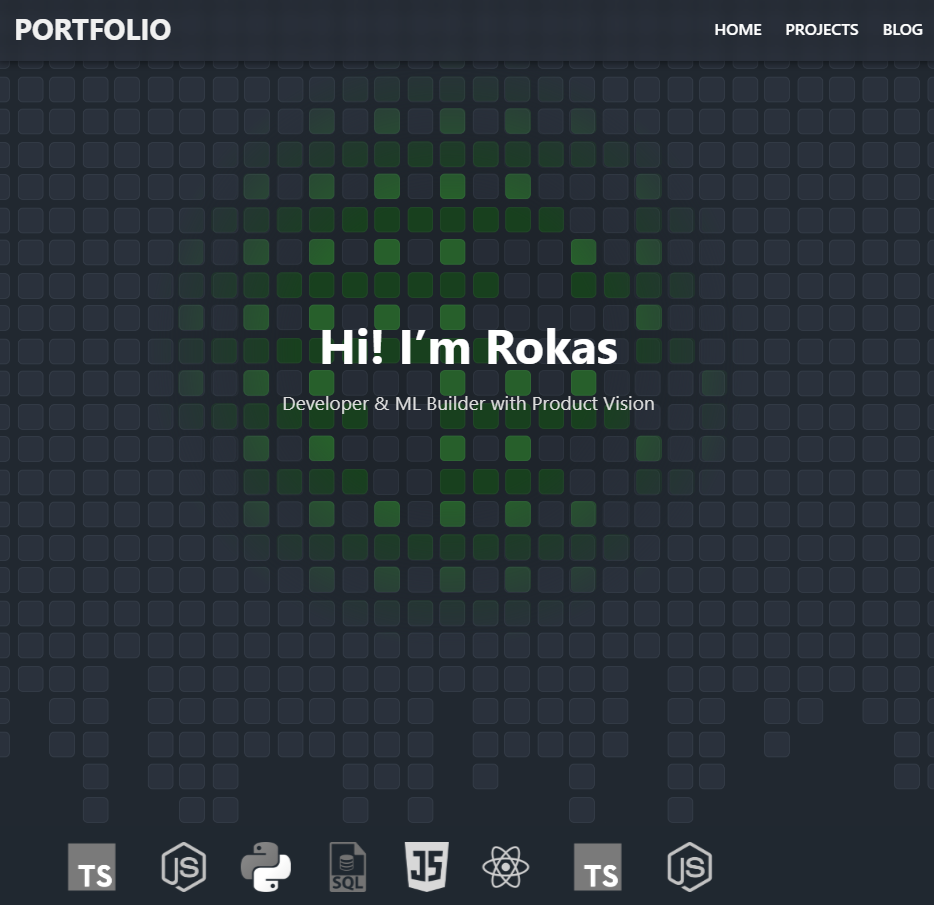 PORTFOLIO
HOME PROJECTS BLOG
Hi! I’m Rokas
Developer & ML Builder with Product Vision
TS JS SQL JS TS JS